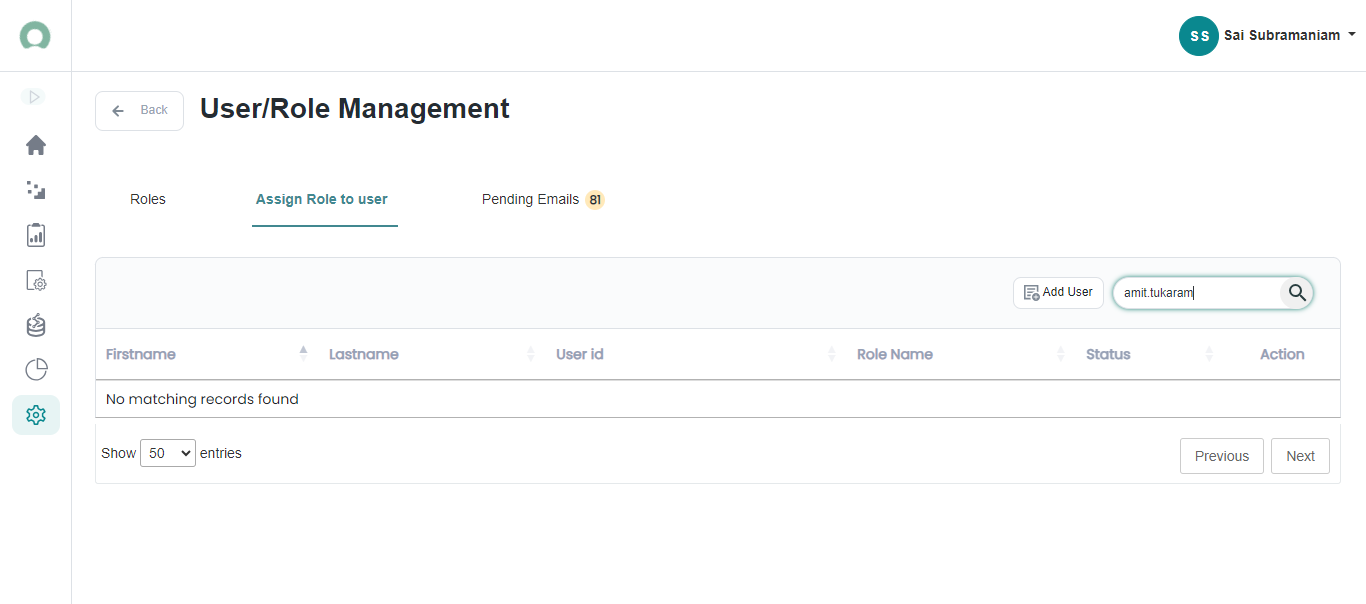 SS Sai Subramaniam
Back
User/Role Management
Roles
Assign Role to user
Pending Emails 81
Add User
amit.tukaram
Firstname Lastname User id Role Name Status Action
No matching records found
Show 50 entries
Previous Next